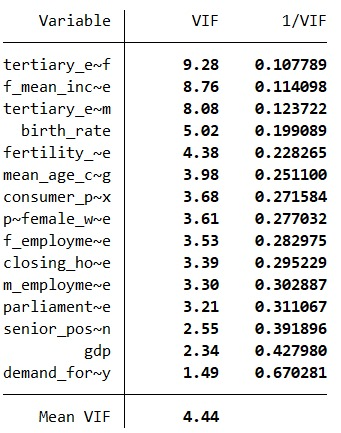 Variable VIF 1/VIF
tertiary_e~f 9.28 0.107789
f_mean_inc~e 8.76 0.114098
tertiary_e~m 8.08 0.123722
birth_rate 5.02 0.199089
fertility_~e 4.38 0.228265
mean_age_c~g 3.98 0.251100
consumer_p~x 3.68 0.271584
p~female_w~e 3.61 0.277032
f_employme~e 3.53 0.282975
closing_ho~e 3.39 0.295229
m_employme~e 3.30 0.302887
parliament~e 3.21 0.311067
senior_pos~n 2.55 0.391896
gdp 2.34 0.427980
demand_for~y 1.49 0.670281
Mean VIF 4.44